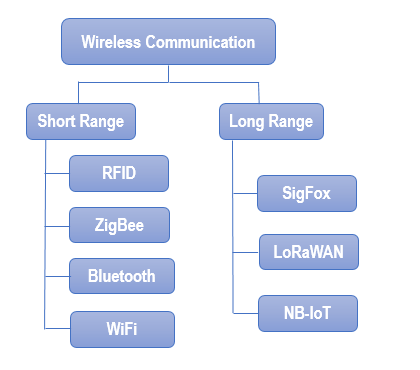 Wireless Communication
Short Range
Long Range
RFID
ZigBee
Bluetooth
WiFi
SigFox
LoRaWAN
NB-IoT